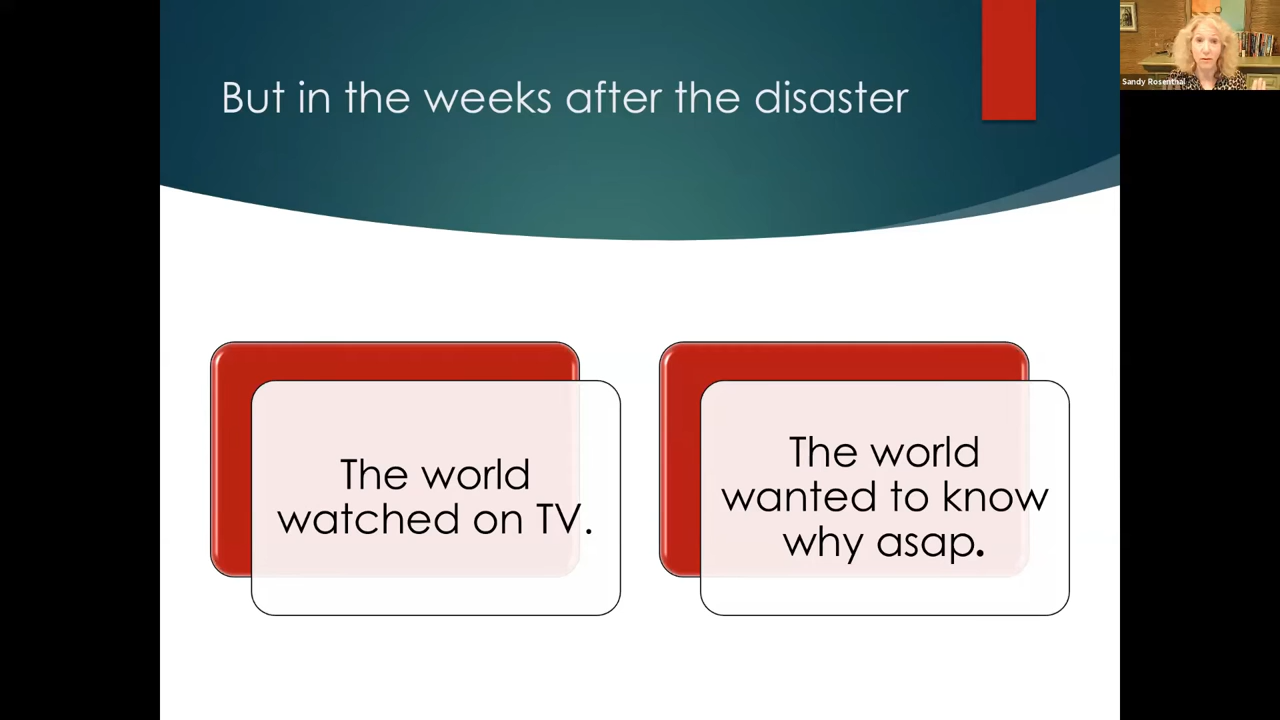 But in the weeks after the disaster
Sandy Rosenthal
The world
watched on TV.
The world
wanted to know
why asap.